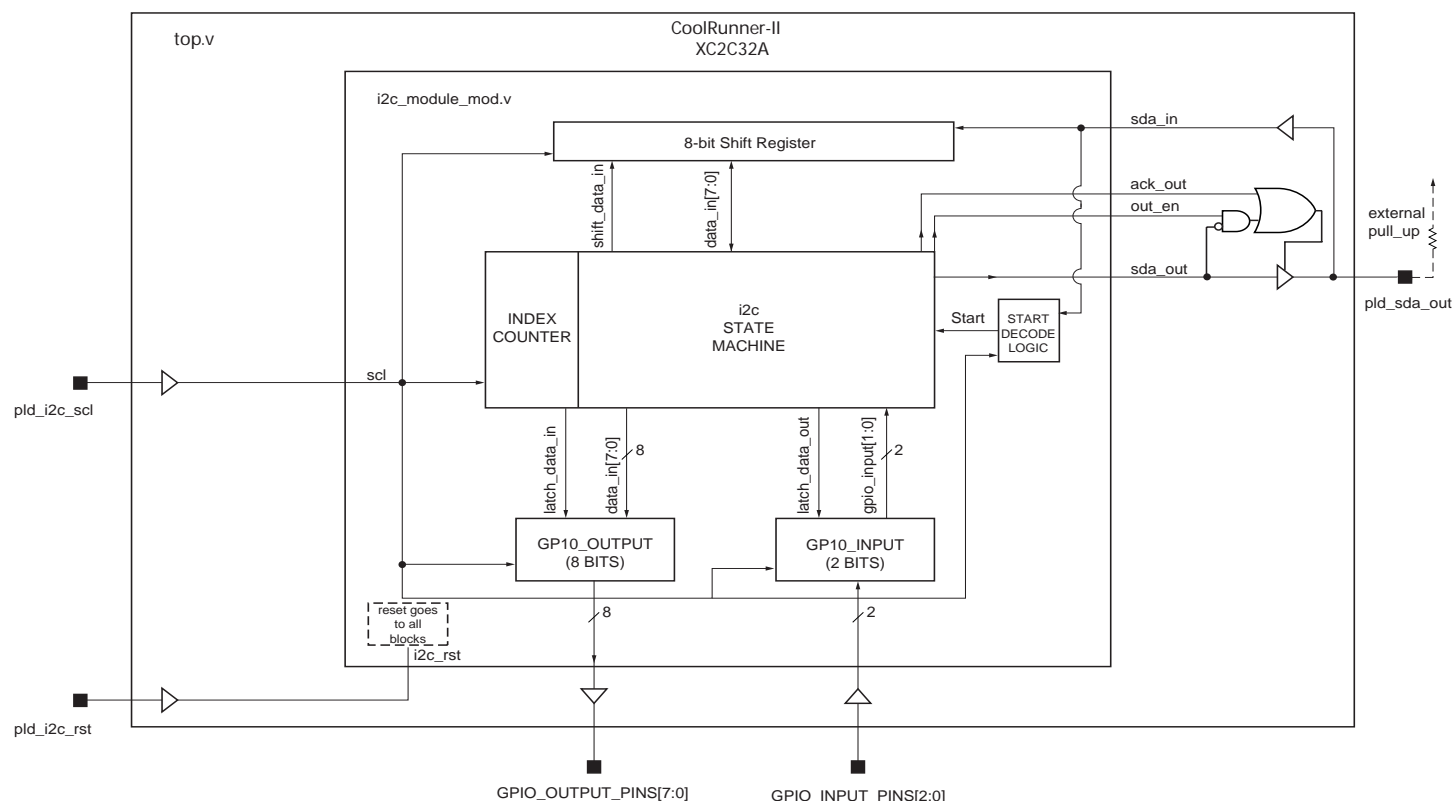 CoolRunner-II
XC2C32A
top.v
i2c_module_mod.v
8-bit Shift Register
sda_in
shift_data_in
data_in[7:0]
ack_out
out_en
external
pull_up
sda_out
pld_sda_out
INDEX
COUNTER
i2c
STATE
MACHINE
Start
START
DECODE
LOGIC
scl
pld_i2c_scl
latch_data_in
data_in[7:0]
8
latch_data_out
gpio_input[1:0]
2
GP10_OUTPUT
(8 BITS)
GP10_INPUT
(2 BITS)
reset goes
to all
blocks
i2c_rst
8
2
pld_i2c_rst
GPIO_OUTPUT_PINS[7:0]
GPIO_INPUT_PINS[2:0]